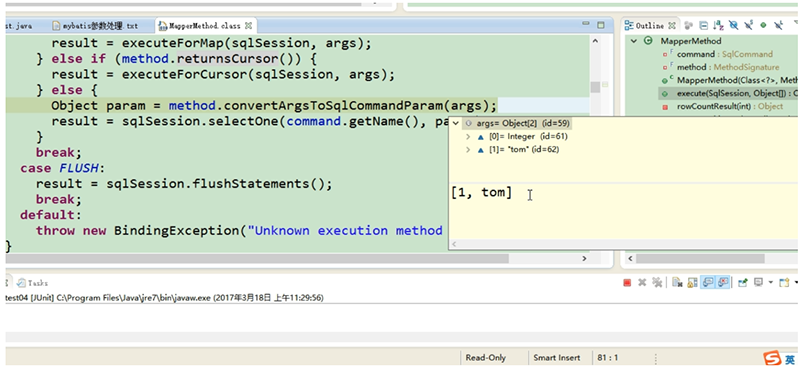 st.java
mybatis参数处理.txt
MapperMethod.class
result = executeForMap(sqlSession, args);
} else if (method.returnsCursor()) {
result = executeForCursor(sqlSession, args);
} else {
Object param = method.convertArgsToSqlCommandParam(args);
result = sqlSession.selectOne(command.getName(), pa
}
break;
case FLUSH:
result = sqlSession.flushStatements();
break;
default:
throw new BindingException("Unknown execution method
}
args= Object[2] (id=59)
[0]= Integer (id=61)
[1]= "tom" (id=62)
[1, tom]
Outline
MapperMethod
command : SqlCommand
method : MethodSignature
MapperMethod(Class<?>, Meth
execute(SqlSession, Object[]) : O
rowCountResult(int) : Object
Tasks
test04 [JUnit] C:\Program Files\Java\jre7\bin\javaw.exe (2017年3月18日 上午11:29:56)
Read-Only
Smart Insert
81 : 1
S 英